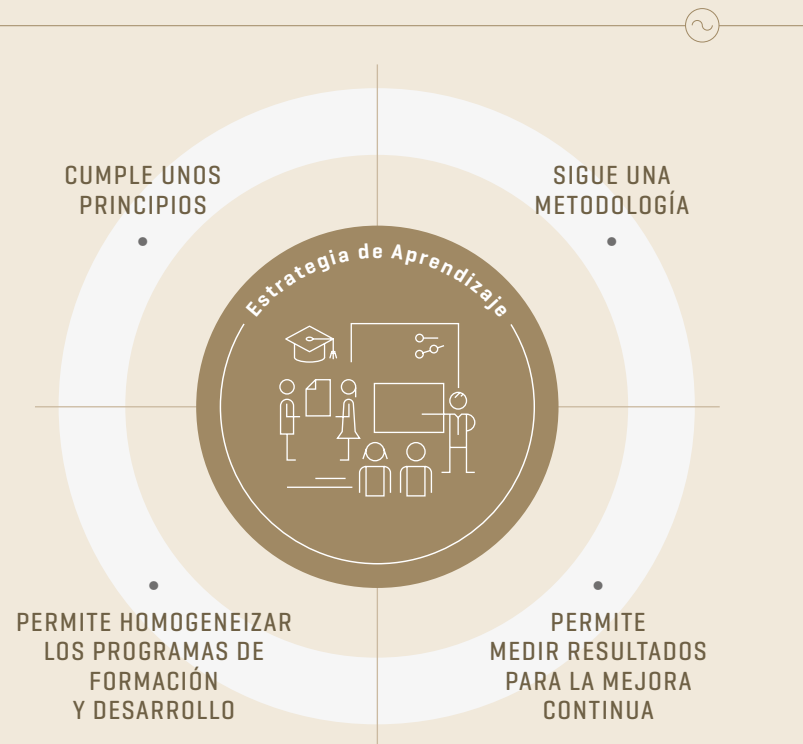 CUMPLE UNOS
PRINCIPIOS
SIGUE UNA
METODOLOGÍA
Estrategia de Aprendizaje
PERMITE HOMOGENEIZAR
LOS PROGRAMAS DE
FORMACIÓN
Y DESARROLLO
PERMITE
MEDIR RESULTADOS
PARA LA MEJORA
CONTINUA